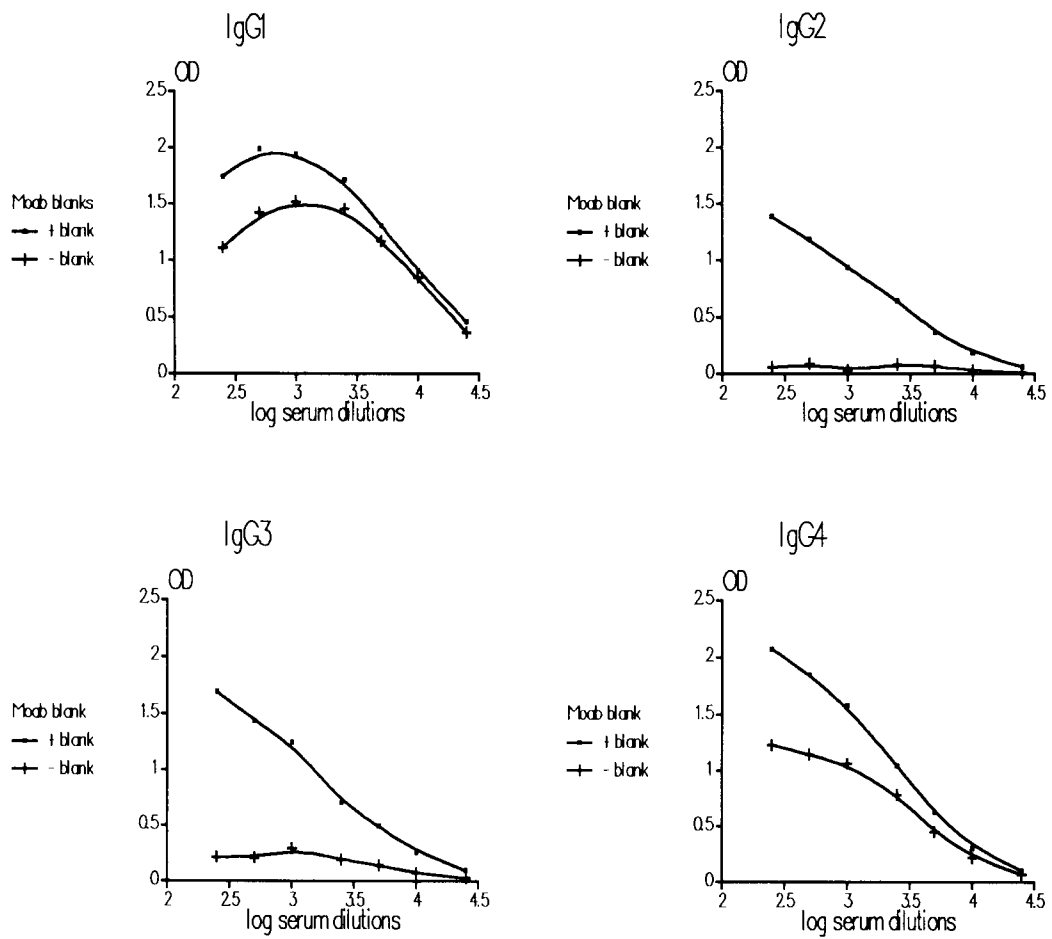 IgG1
OD
2.5
2
1.5
1
0.5
0
2 2.5 3 3.5 4 4.5
log serum dilutions
Moab blanks
+ blank
- blank
IgG2
OD
2.5
2
1.5
1
0.5
0
2 2.5 3 3.5 4 4.5
log serum dilutions
Moab blank
+ blank
- blank
IgG3
OD
2.5
2
1.5
1
0.5
0
2 2.5 3 3.5 4 4.5
log serum dilutions
Moab blank
+ blank
- blank
IgG4
OD
2.5
2
1.5
1
0.5
0
2 2.5 3 3.5 4 4.5
log serum dilutions
Moab blank
+ blank
- blank